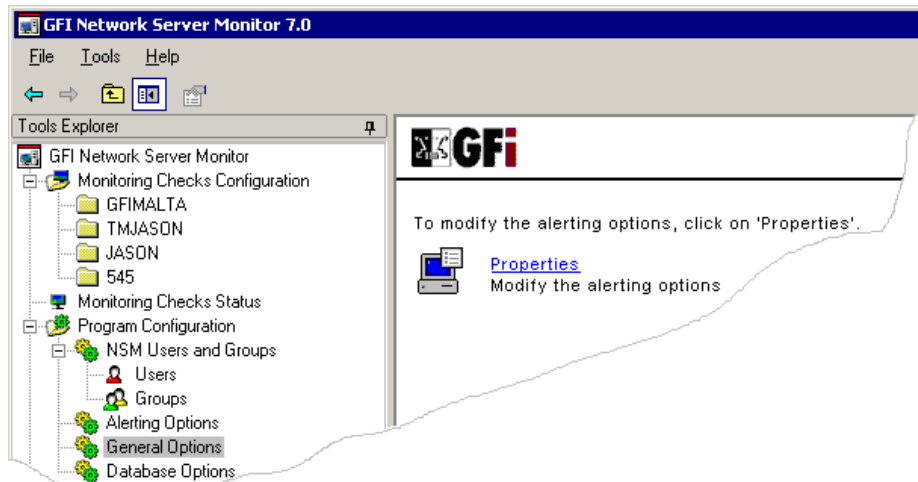 GFI Network Server Monitor 7.0
File Tools Help
Tools Explorer
GFI Network Server Monitor
Monitoring Checks Configuration
GFIMALTA
TMJASON
JASON
545
Monitoring Checks Status
Program Configuration
NSM Users and Groups
Users
Groups
Alerting Options
General Options
Database Options
GFi
To modify the alerting options, click on 'Properties'.
Properties
Modify the alerting options